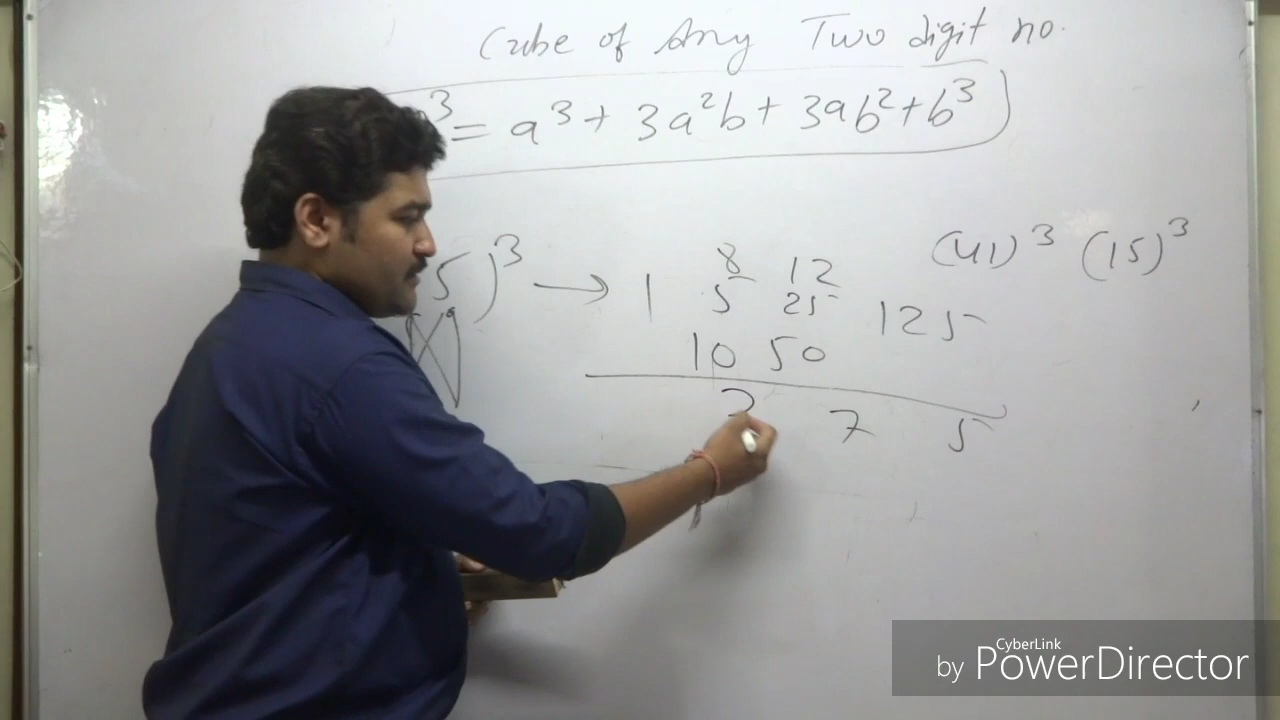 Cube of Any Two digit no.
³ = a³ + 3a²b + 3ab² + b³
5)³ → 1 8 12
(41)³ (15)³
5 25 125
10 50
7 5
CyberLink
by PowerDirector